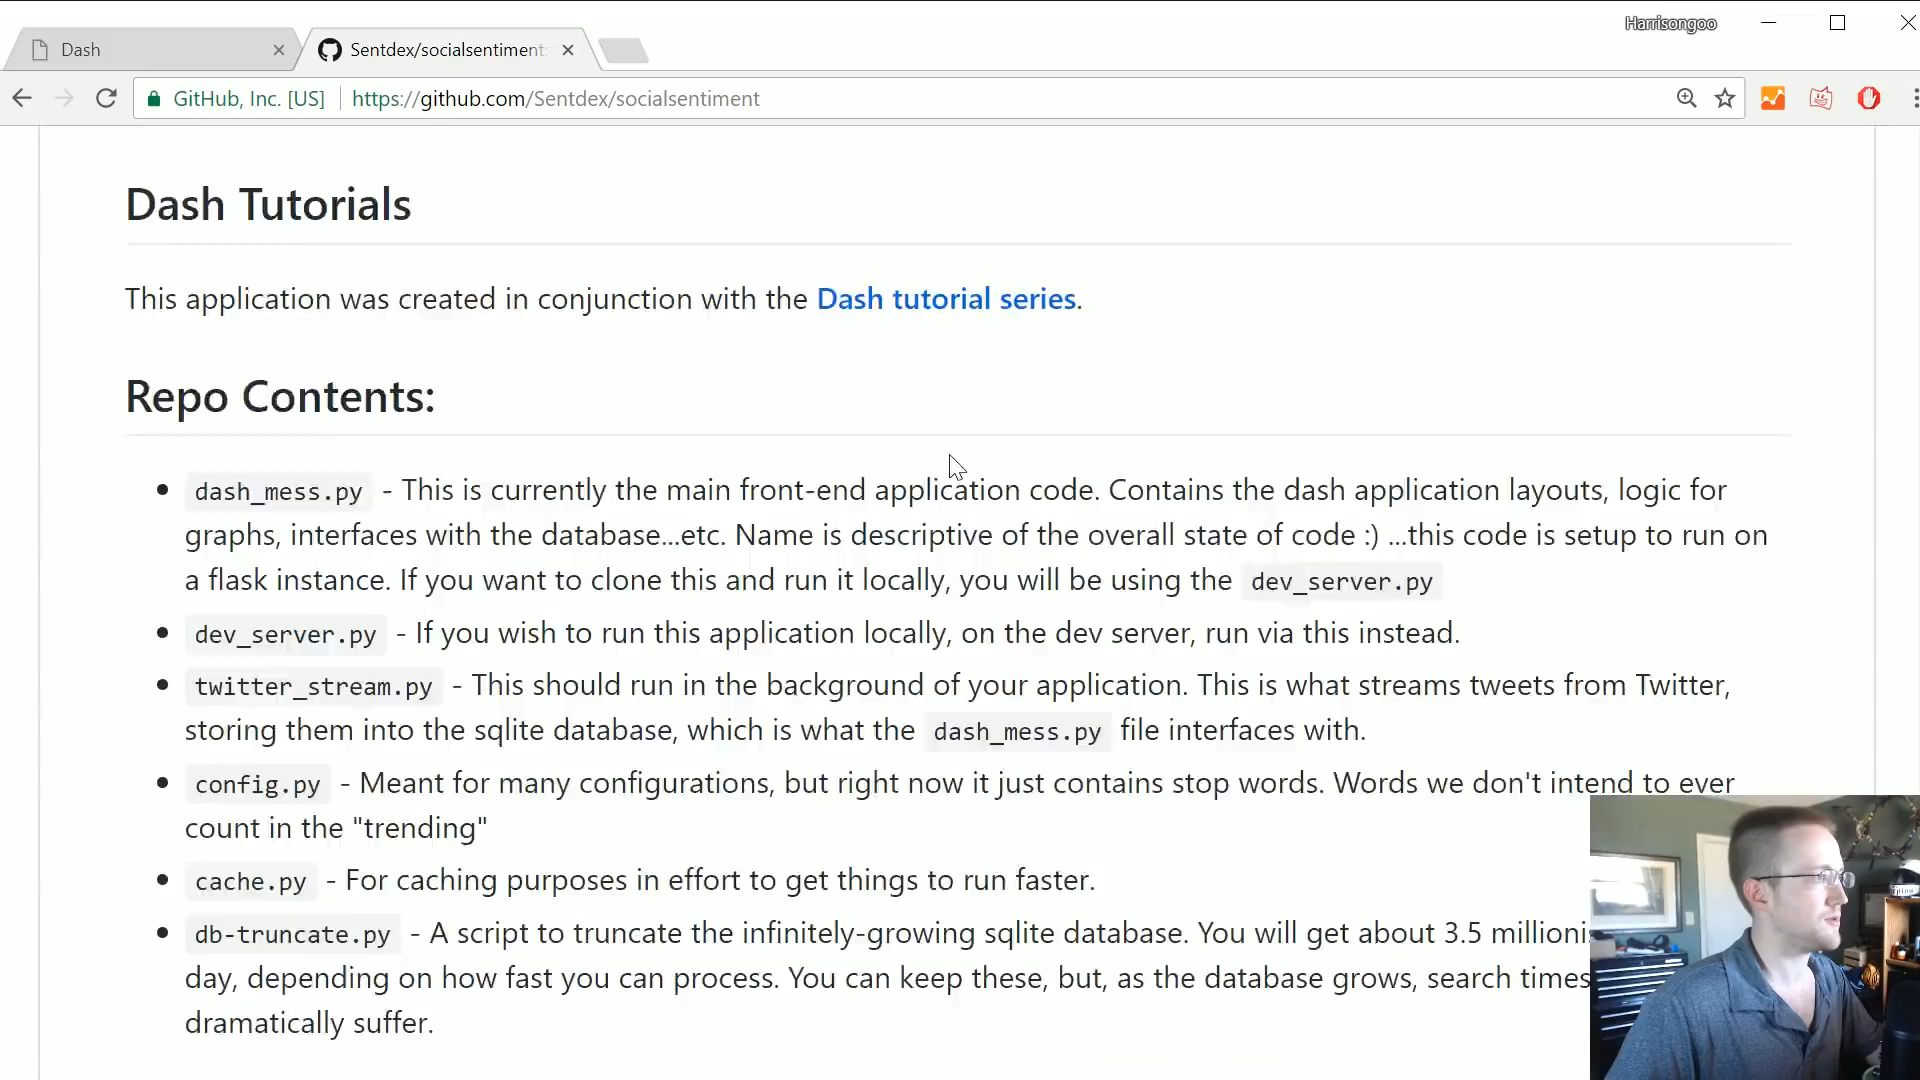 Harrisongoo
Dash
Sentdex/socialsentiment
GitHub, Inc. [US] https://github.com/Sentdex/socialsentiment
Dash Tutorials
This application was created in conjunction with the Dash tutorial series.
Repo Contents:
dash_mess.py - This is currently the main front-end application code. Contains the dash application layouts, logic for
graphs, interfaces with the database...etc. Name is descriptive of the overall state of code :) ...this code is setup to run on
a flask instance. If you want to clone this and run it locally, you will be using the dev_server.py
dev_server.py - If you wish to run this application locally, on the dev server, run via this instead.
twitter_stream.py - This should run in the background of your application. This is what streams tweets from Twitter,
storing them into the sqlite database, which is what the dash_mess.py file interfaces with.
config.py - Meant for many configurations, but right now it just contains stop words. Words we don't intend to ever
count in the "trending"
cache.py - For caching purposes in effort to get things to run faster.
db-truncate.py - A script to truncate the infinitely-growing sqlite database. You will get about 3.5 millioni
day, depending on how fast you can process. You can keep these, but, as the database grows, search times
dramatically suffer.